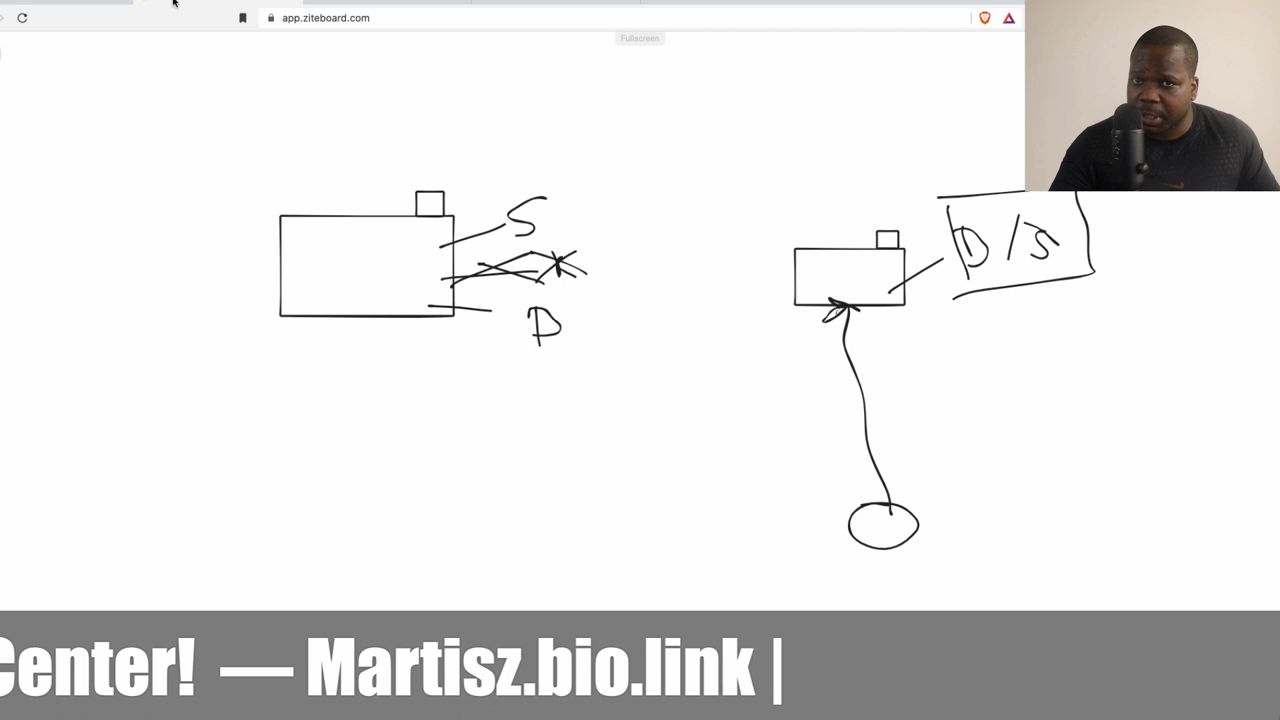 app.ziteboard.com
Fullscreen
S
D
D/S
Center! — Martisz.bio.link |